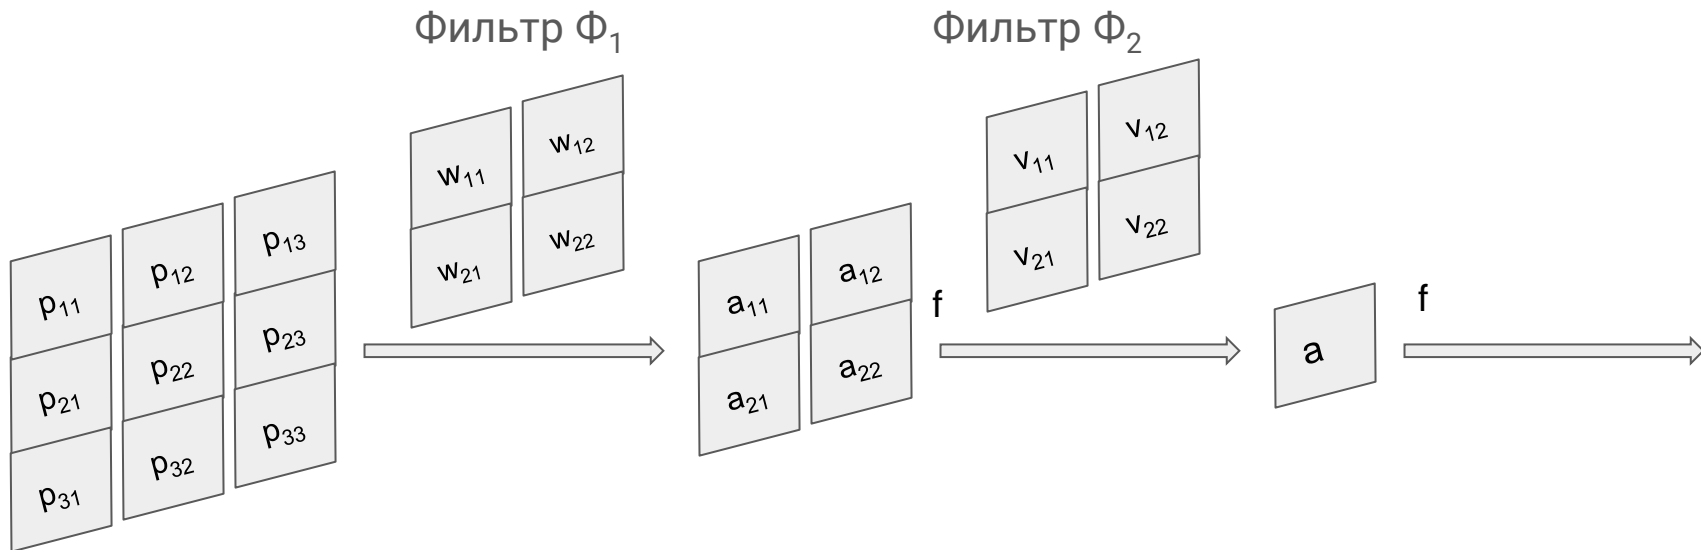 Фильтр Ф₁
Фильтр Ф₂
p₁₁ p₁₂ p₁₃
p₂₁ p₂₂ p₂₃
p₃₁ p₃₂ p₃₃
w₁₁ w₁₂
w₂₁ w₂₂
a₁₁ a₁₂
a₂₁ a₂₂
f
v₁₁ v₁₂
v₂₁ v₂₂
a
f